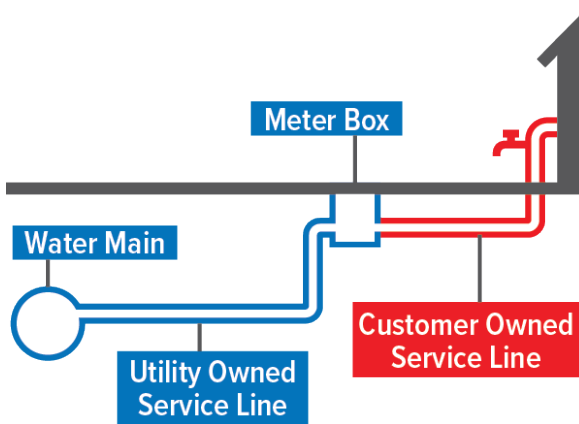 Meter Box
Water Main
Customer Owned
Service Line
Utility Owned
Service Line